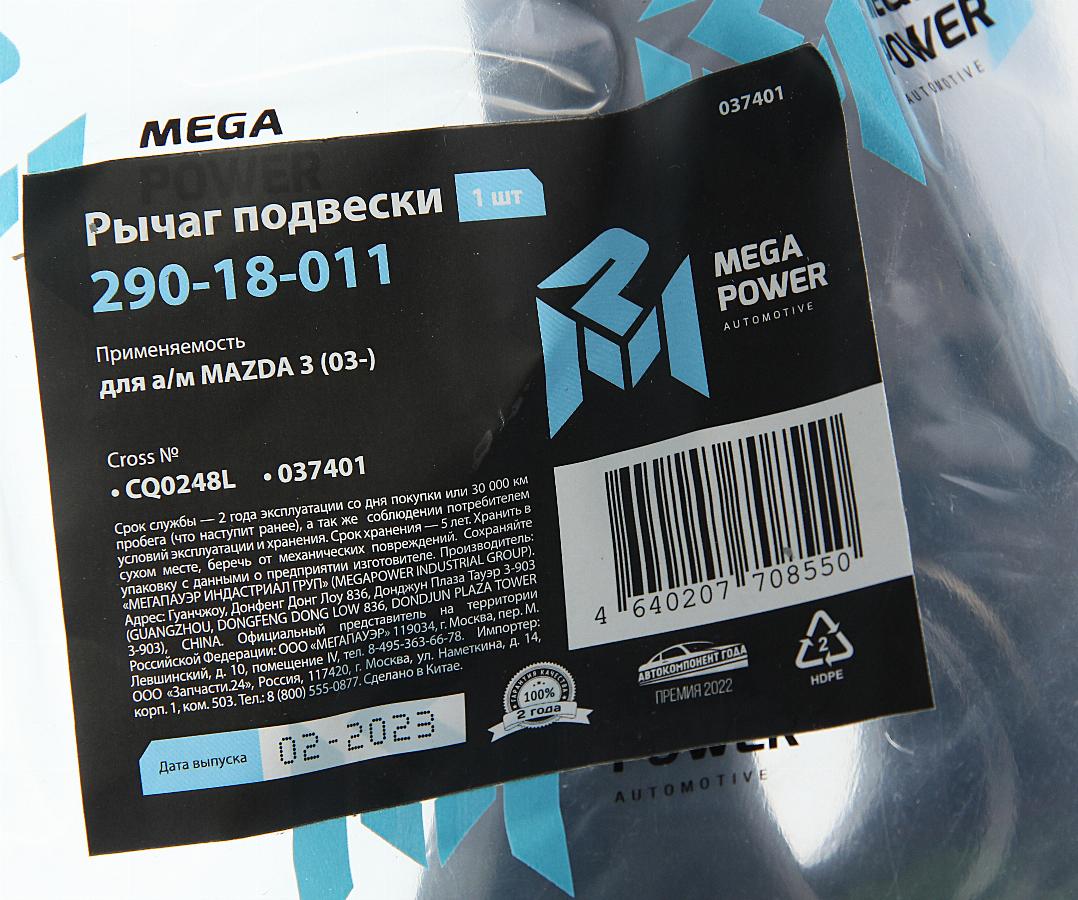 MEGA
POWER
POWER
AUTOMOTIVE
037401
Рычаг подвески
1 шт
290-18-011
MEGA
POWER
AUTOMOTIVE
Применяемость
для а/м MAZDA 3 (03-)
Cross №
• CQ0248L • 037401
Срок службы — 2 года эксплуатации со дня покупки или 30 000 км
пробега (что наступит ранее), а так же соблюдении потребителем
условий эксплуатации и хранения. Срок хранения — 5 лет. Хранить в
сухом месте, беречь от механических повреждений. Сохраняйте
упаковку с данными о предприятии изготовителе. Производитель:
«МЕГАПАУЭР ИНДАСТРИАЛ ГРУП» (MEGAPOWER INDUSTRIAL GROUP).
Адрес: Гуанчжоу, Донфенг Донг Лоу 836, Донджун Плаза Тауэр 3-903
(GUANGZHOU, DONGFENG DONG LOW 836, DONDJUN PLAZA TOWER
3-903), CHINA. Официальный представитель на территории
Российской Федерации: ООО «МЕГАПАУЭР» 119034, г. Москва, пер. М.
Левшинский, д. 10, помещение IV, тел. 8-495-363-66-78. Импортер:
ООО «Запчасти.24», Россия, 117420, г. Москва, ул. Наметкина, д. 14,
корп. 1, ком. 503. Тел.: 8 (800) 555-0877. Сделано в Китае.
4 640207 708550
Дата выпуска
02-2023
ГАРАНТИЯ КАЧЕСТВА
100%
2 года
АВТОКОМПОНЕНТ ГОДА
ПРЕМИЯ 2022
2
HDPE
POWER
AUTOMOTIVE